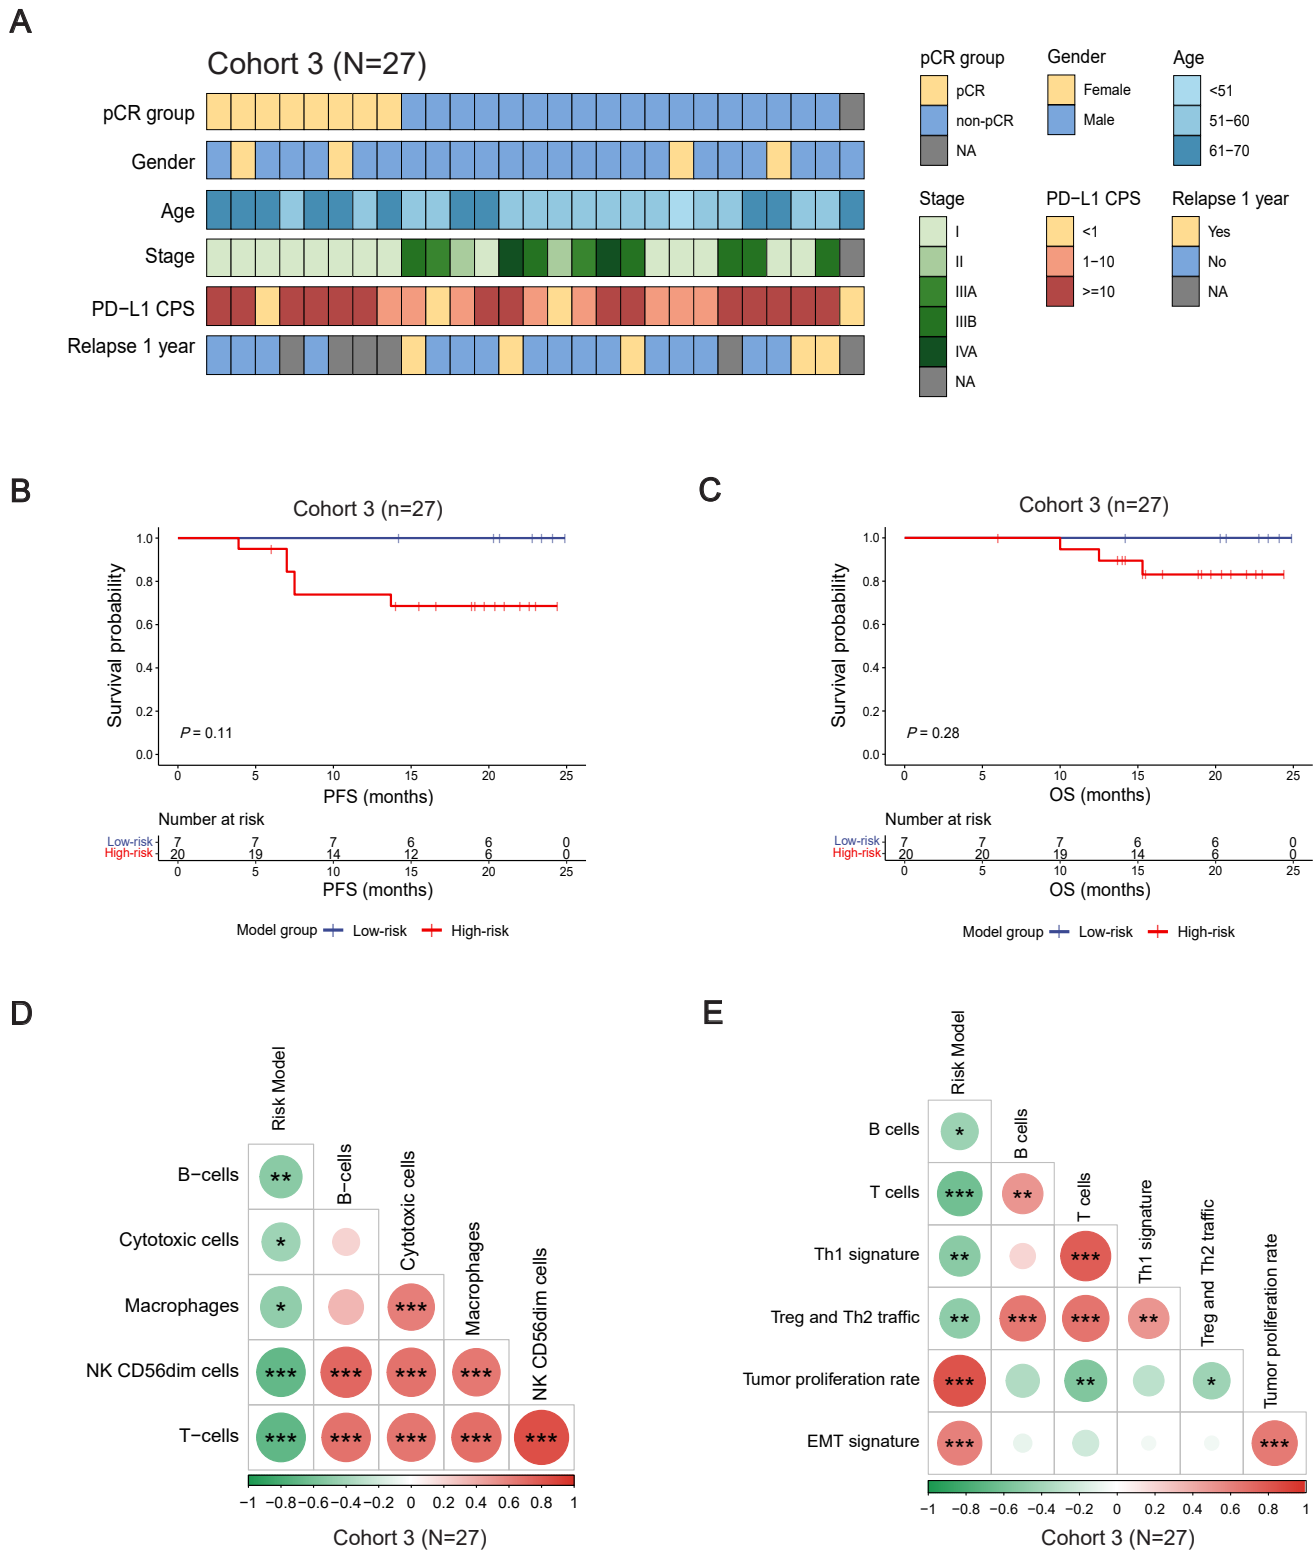 A
Cohort 3 (N=27)
pCR group
Gender
Age
Stage
PD−L1 CPS
Relapse 1 year
pCR group
pCR
non-pCR
NA
Gender
Female
Male
Age
<51
51−60
61−70
Stage
I
II
IIIA
IIIB
IVA
NA
PD−L1 CPS
<1
1−10
>=10
Relapse 1 year
Yes
No
NA
B
Cohort 3 (n=27)
Survival probability
1.0
0.8
0.6
0.4
0.2
0.0
P = 0.11
0 5 10 15 20 25
PFS (months)
Number at risk
Low-risk 7 7 7 6 6 0
High-risk 20 19 14 12 6 0
0 5 10 15 20 25
PFS (months)
Model group Low-risk High-risk
C
Cohort 3 (n=27)
Survival probability
1.0
0.8
0.6
0.4
0.2
0.0
P = 0.28
0 5 10 15 20 25
OS (months)
Number at risk
Low-risk 7 7 7 6 6 0
High-risk 20 20 19 14 6 0
0 5 10 15 20 25
OS (months)
Model group Low-risk High-risk
D
Risk Model
B−cells
Cytotoxic cells
Macrophages
NK CD56dim cells
B−cells **
Cytotoxic cells *
Macrophages * ***
NK CD56dim cells *** *** *** ***
T−cells *** *** *** *** ***
−1 −0.8 −0.6 −0.4 −0.2 0 0.2 0.4 0.6 0.8 1
Cohort 3 (N=27)
E
Risk Model
B cells
T cells
Th1 signature
Treg and Th2 traffic
Tumor proliferation rate
B cells *
T cells *** **
Th1 signature ** ***
Treg and Th2 traffic ** *** *** **
Tumor proliferation rate *** ** *
EMT signature *** ***
−1 −0.8 −0.6 −0.4 −0.2 0 0.2 0.4 0.6 0.8 1
Cohort 3 (N=27)